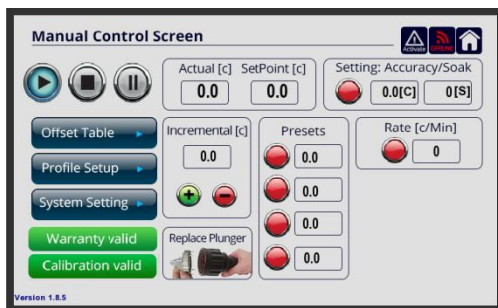 Manual Control Screen
Activate
OFFLINE
Actual [c] SetPoint [c]
0.0 0.0
Setting: Accuracy/Soak
0.0[C] 0[S]
Offset Table
Profile Setup
System Setting
Incremental [c]
0.0
Presets
0.0
0.0
0.0
0.0
Rate [c/Min]
0
Warranty valid
Calibration valid
Replace Plunger
Version 1.8.5